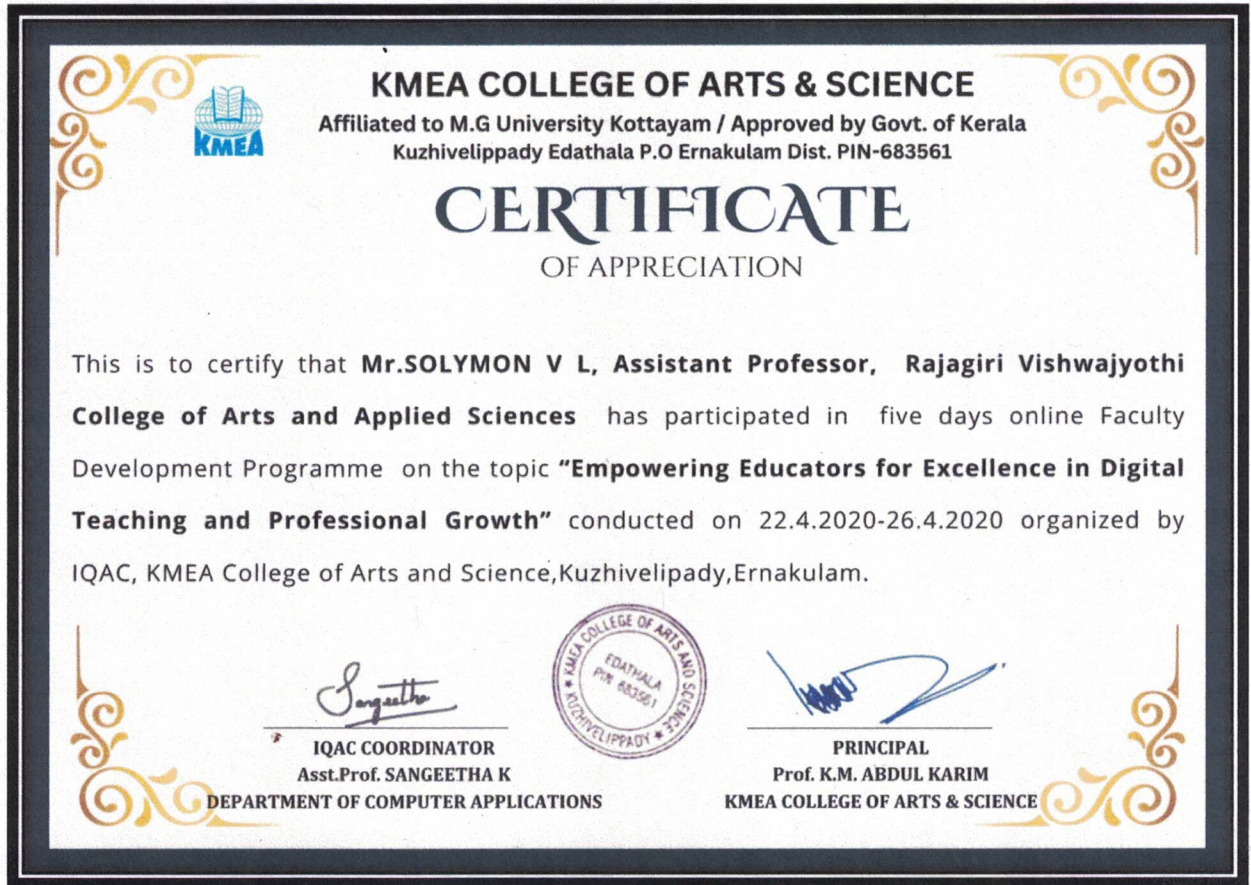 KMEA
KMEA COLLEGE OF ARTS & SCIENCE
Affiliated to M.G University Kottayam / Approved by Govt. of Kerala
Kuzhivelippady Edathala P.O Ernakulam Dist. PIN-683561
CERTIFICATE
OF APPRECIATION
This is to certify that Mr.SOLYMON V L, Assistant Professor, Rajagiri Vishwajyothi
College of Arts and Applied Sciences has participated in five days online Faculty
Development Programme on the topic “Empowering Educators for Excellence in Digital
Teaching and Professional Growth” conducted on 22.4.2020-26.4.2020 organized by
IQAC, KMEA College of Arts and Science,Kuzhivelipady,Ernakulam.
Sangeetha
KMEA COLLEGE OF ARTS AND SCIENCE
★ KUZHIVELIPPADY ★
EDATHALA
PIN 683561
IQAC COORDINATOR
Asst.Prof. SANGEETHA K
DEPARTMENT OF COMPUTER APPLICATIONS
PRINCIPAL
Prof. K.M. ABDUL KARIM
KMEA COLLEGE OF ARTS & SCIENCE